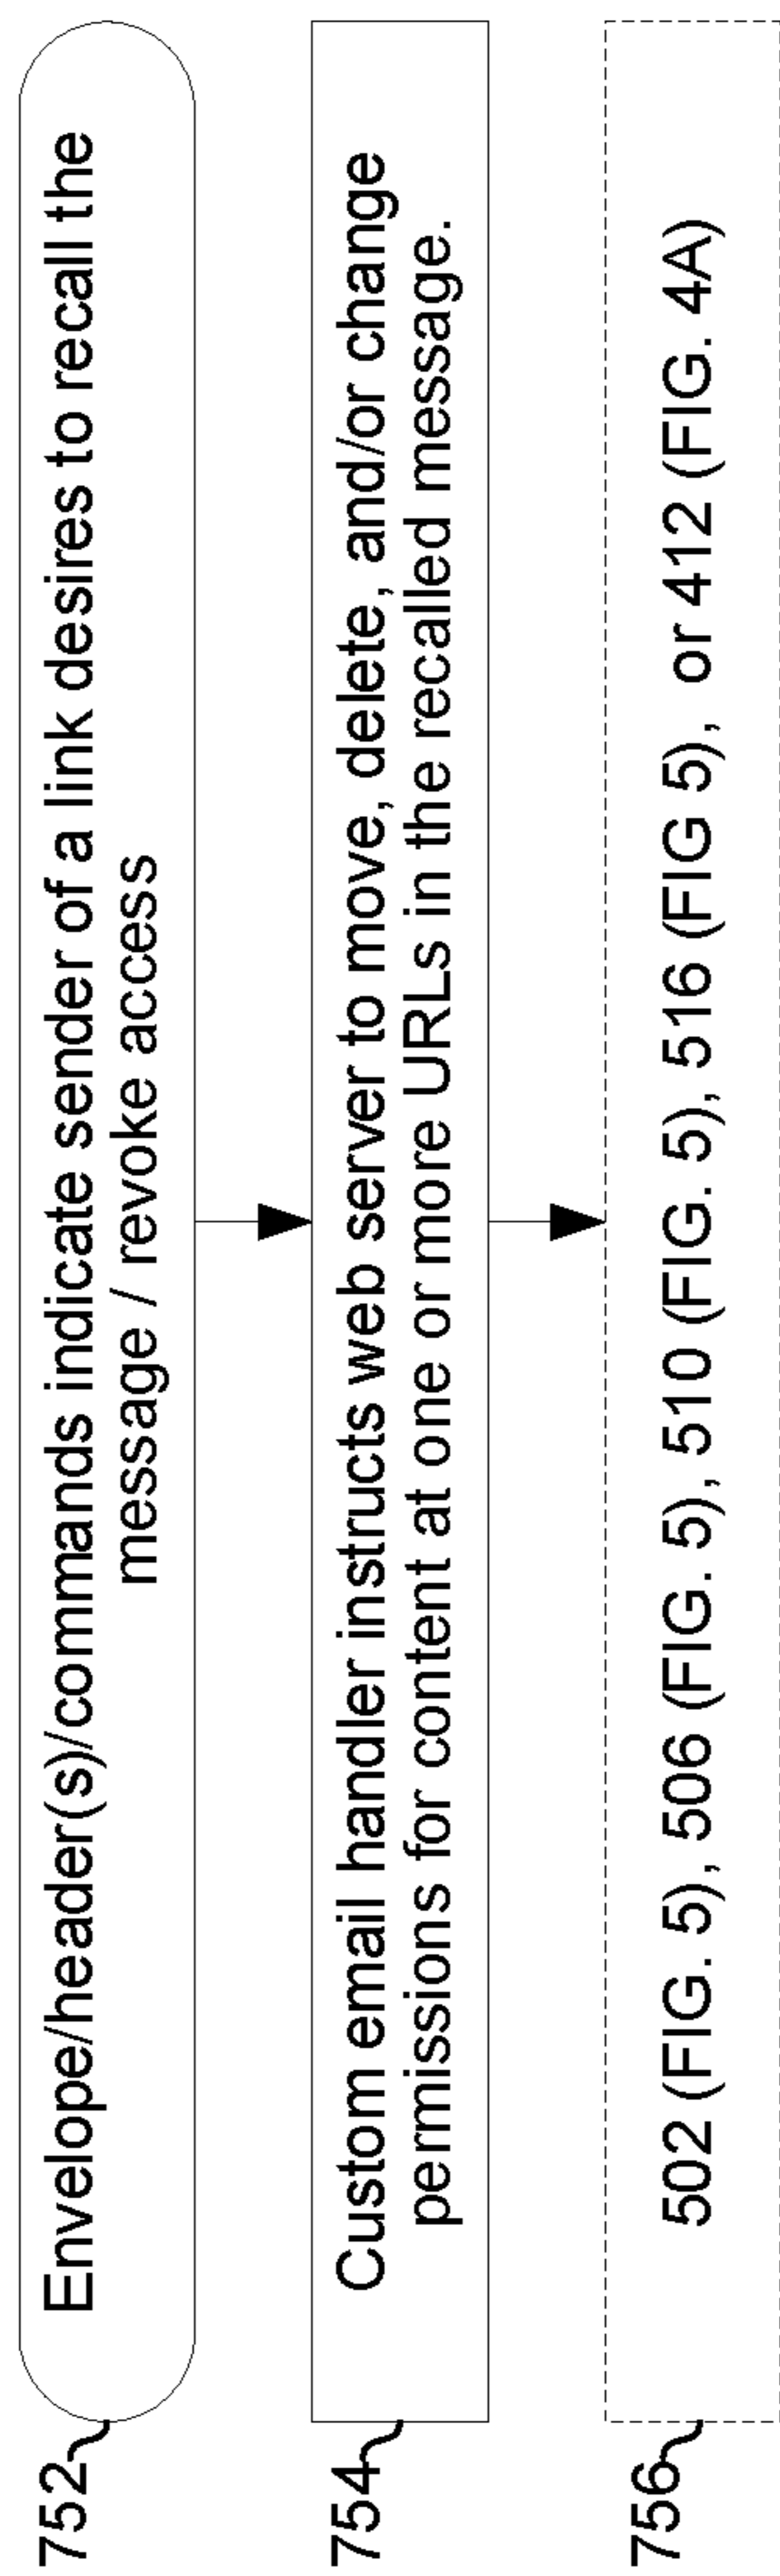 752
Envelope/header(s)/commands indicate sender of a link desires to recall the
message / revoke access
754
Custom email handler instructs web server to move, delete, and/or change
permissions for content at one or more URLs in the recalled message.
756
502 (FIG. 5), 506 (FIG. 5), 510 (FIG. 5), 516 (FIG 5), or 412 (FIG. 4A)